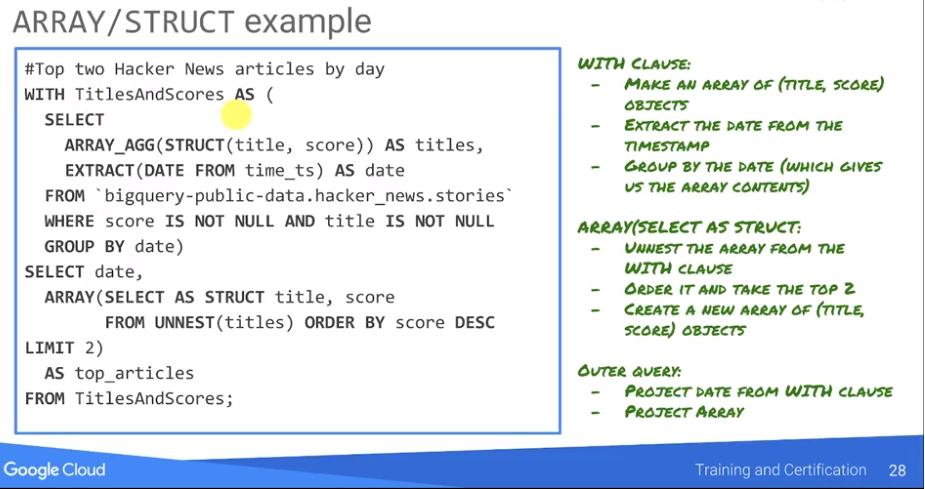 ARRAY/STRUCT example
#Top two Hacker News articles by day
WITH TitlesAndScores AS (
SELECT
ARRAY_AGG(STRUCT(title, score)) AS titles,
EXTRACT(DATE FROM time_ts) AS date
FROM `bigquery-public-data.hacker_news.stories`
WHERE score IS NOT NULL AND title IS NOT NULL
GROUP BY date)
SELECT date,
ARRAY(SELECT AS STRUCT title, score
FROM UNNEST(titles) ORDER BY score DESC
LIMIT 2)
AS top_articles
FROM TitlesAndScores;
WITH Clause:
- Make an array of (title, score)
objects
- Extract the date from the
timestamp
- Group by the date (which gives
us the array contents)
ARRAY(SELECT AS STRUCT:
- Unnest the array from the
WITH clause
- Order it and take the top 2
- Create a new array of (title,
score) objects
Outer query:
- Project date from WITH clause
- Project Array
Google Cloud
Training and Certification 28